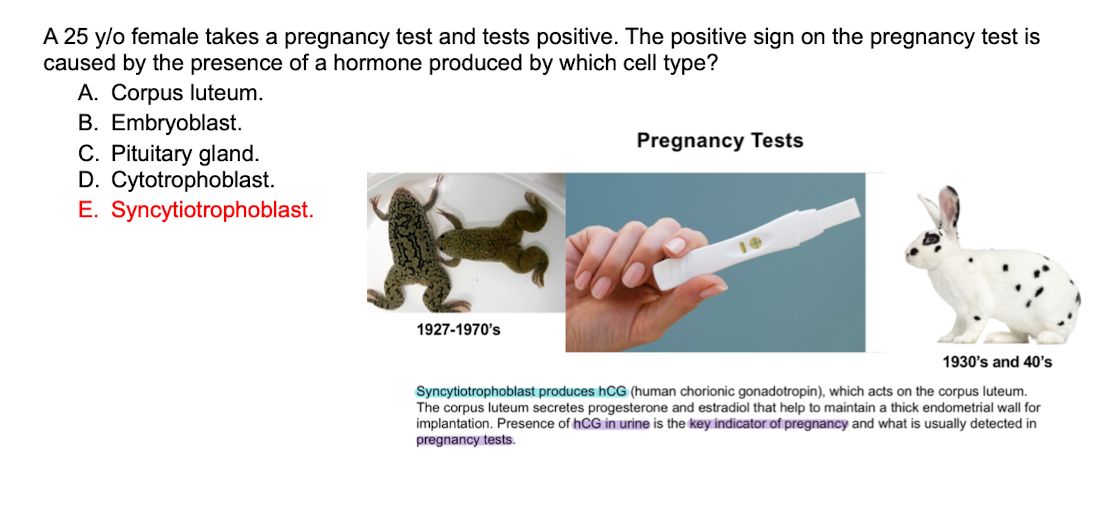 A 25 y/o female takes a pregnancy test and tests positive. The positive sign on the pregnancy test is
caused by the presence of a hormone produced by which cell type?
A. Corpus luteum.
B. Embryoblast.
C. Pituitary gland.
D. Cytotrophoblast.
E. Syncytiotrophoblast.
Pregnancy Tests
1927-1970's
1930's and 40's
Syncytiotrophoblast produces hCG (human chorionic gonadotropin), which acts on the corpus luteum.
The corpus luteum secretes progesterone and estradiol that help to maintain a thick endometrial wall for
implantation. Presence of hCG in urine is the key indicator of pregnancy and what is usually detected in
pregnancy tests.